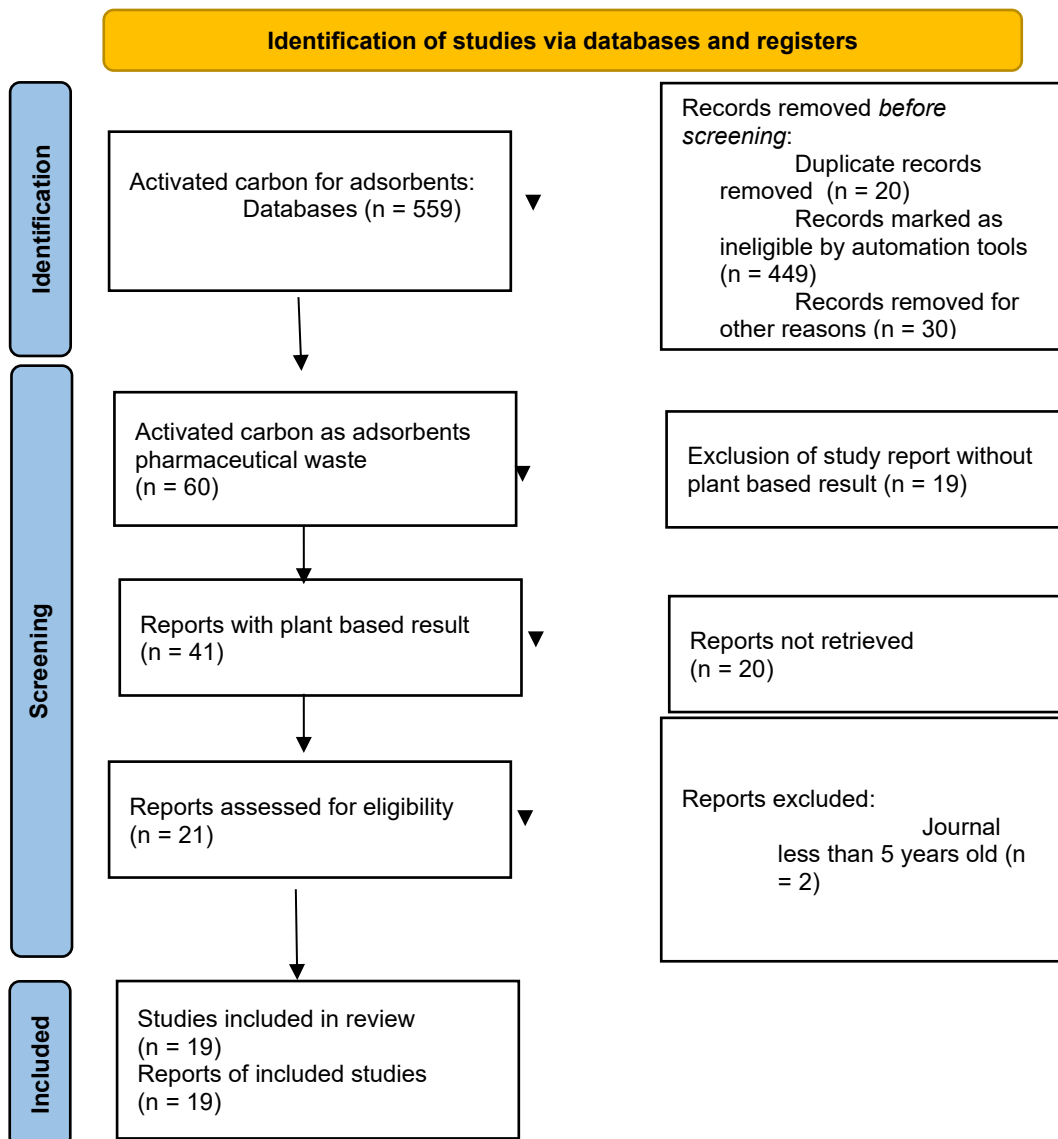 Identification of studies via databases and registers
Identification
Activated carbon for adsorbents:
Databases (n = 559)
Records removed before
screening:
Duplicate records
removed (n = 20)
Records marked as
ineligible by automation tools
(n = 449)
Records removed for
other reasons (n = 30)
Screening
Activated carbon as adsorbents
pharmaceutical waste
(n = 60)
Exclusion of study report without
plant based result (n = 19)
Reports with plant based result
(n = 41)
Reports not retrieved
(n = 20)
Reports assessed for eligibility
(n = 21)
Reports excluded:
Journal
less than 5 years old (n
= 2)
Included
Studies included in review
(n = 19)
Reports of included studies
(n = 19)